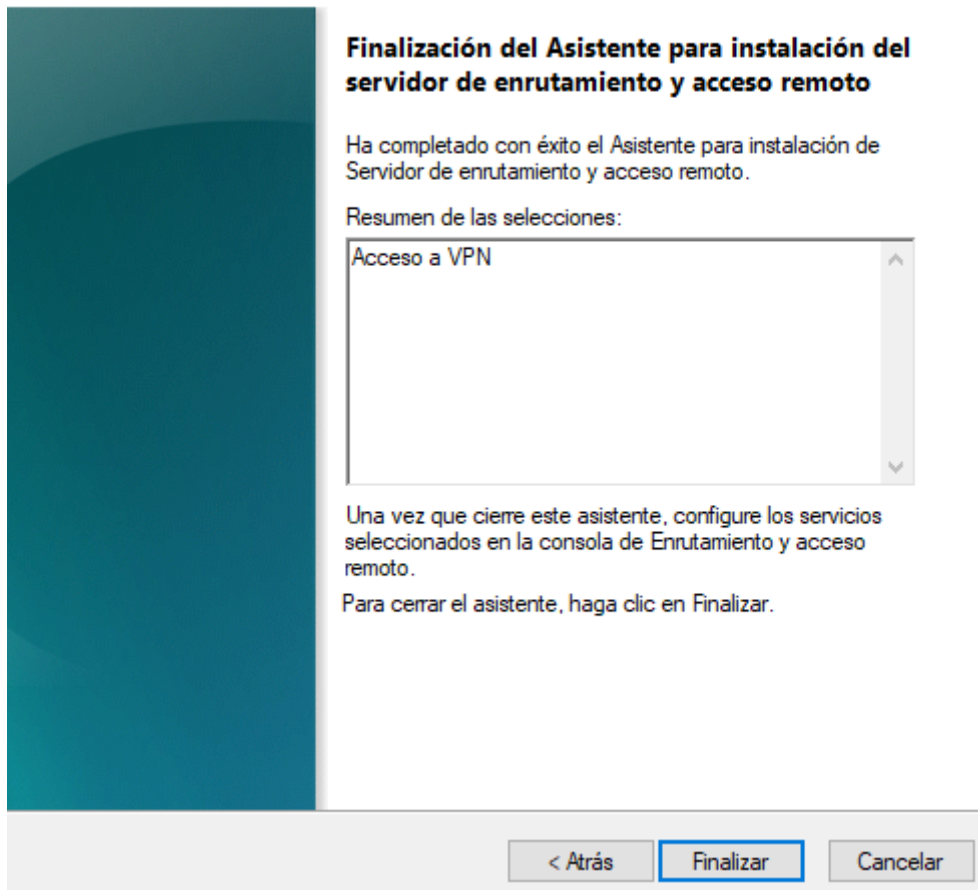 Finalización del Asistente para instalación del
servidor de enrutamiento y acceso remoto
Ha completado con éxito el Asistente para instalación de
Servidor de enrutamiento y acceso remoto.
Resumen de las selecciones:
Acceso a VPN
Una vez que cierre este asistente, configure los servicios
seleccionados en la consola de Enrutamiento y acceso
remoto.
Para cerrar el asistente, haga clic en Finalizar.
< Atrás
Finalizar
Cancelar